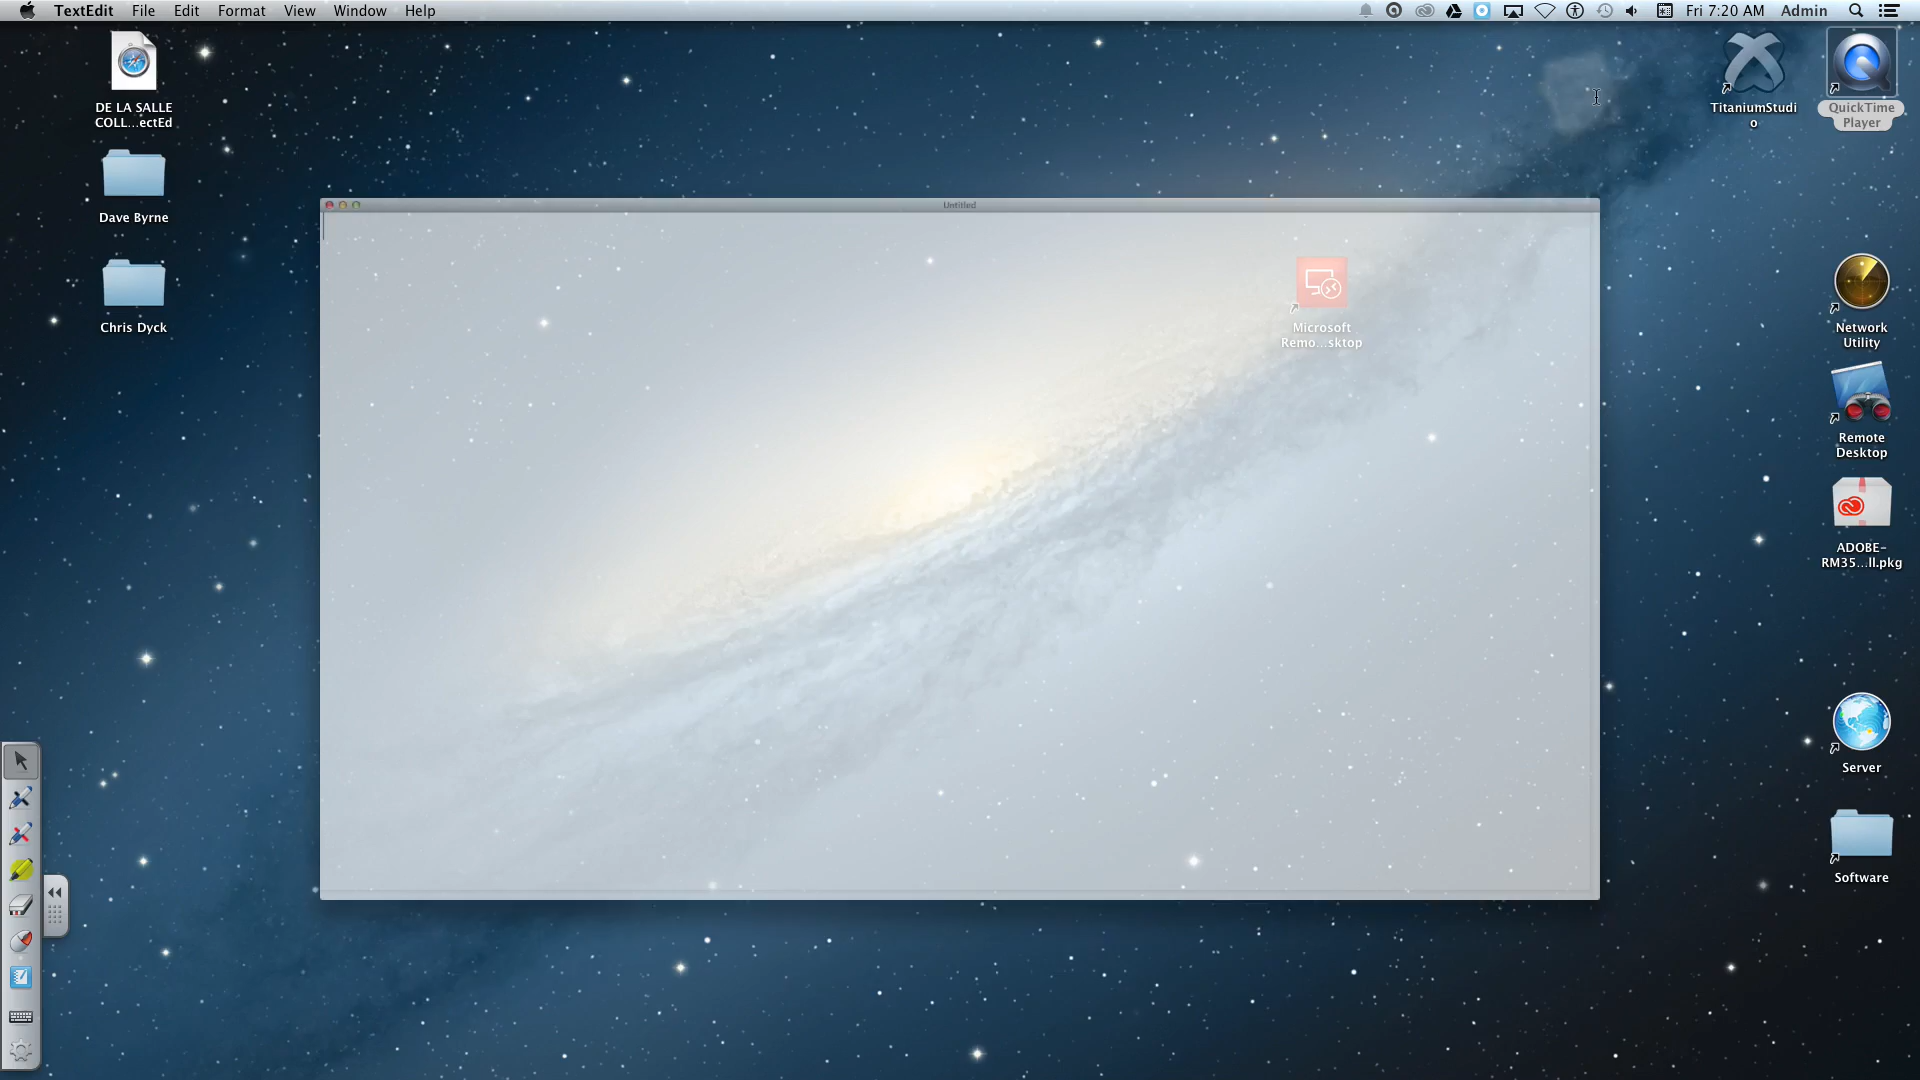 TextEdit File Edit Format View Window Help Fri 7:20 AM Admin
DE LA SALLE
COLL...ectEd
Dave Byrne
Chris Dyck
Untitled
Microsoft
Remo...sktop
TitaniumStudi
o
QuickTime
Player
Network
Utility
Remote
Desktop
ADOBE-
RM35...ll.pkg
Server
Software